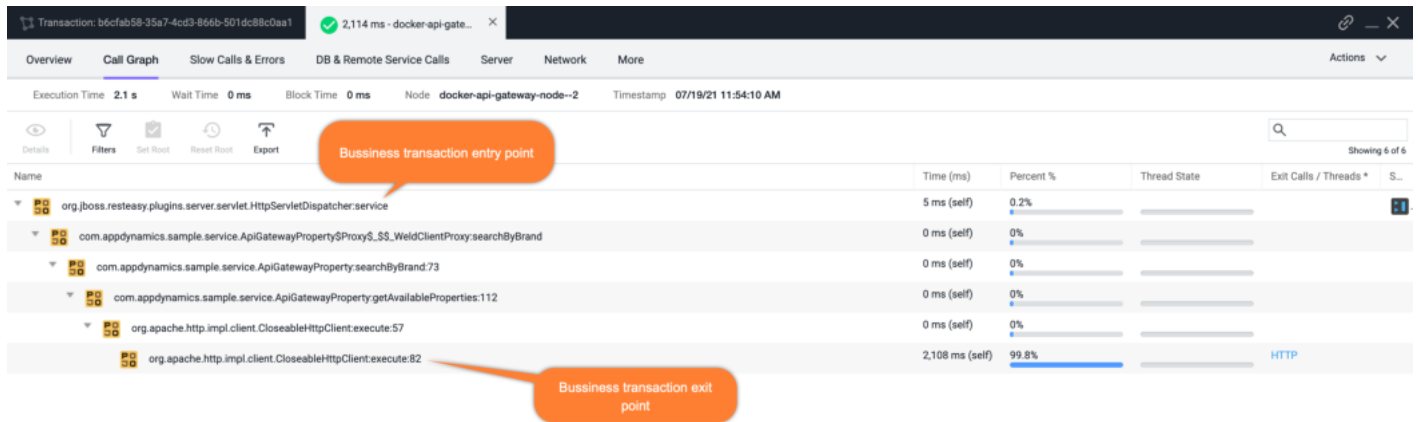 Transaction: b6cfab58-35a7-4cd3-866b-501dc88c0aa1
2,114 ms - docker-api-gate...
Overview Call Graph Slow Calls & Errors DB & Remote Service Calls Server Network More Actions
Execution Time 2.1 s Wait Time 0 ms Block Time 0 ms Node docker-api-gateway-node--2 Timestamp 07/19/21 11:54:10 AM
Details Filters Set Root Reset Root Export
Bussiness transaction entry point
Showing 6 of 6
Name Time (ms) Percent % Thread State Exit Calls / Threads * S...
org.jboss.resteasy.plugins.server.servlet.HttpServletDispatcher:service 5 ms (self) 0.2%
com.appdynamics.sample.service.ApiGatewayProperty$Proxy$_$$_WeldClientProxy:searchByBrand 0 ms (self) 0%
com.appdynamics.sample.service.ApiGatewayProperty:searchByBrand:73 0 ms (self) 0%
com.appdynamics.sample.service.ApiGatewayProperty:getAvailableProperties:112 0 ms (self) 0%
org.apache.http.impl.client.CloseableHttpClient:execute:57 0 ms (self) 0%
org.apache.http.impl.client.CloseableHttpClient:execute:82 2,108 ms (self) 99.8% HTTP
Bussiness transaction exit
point